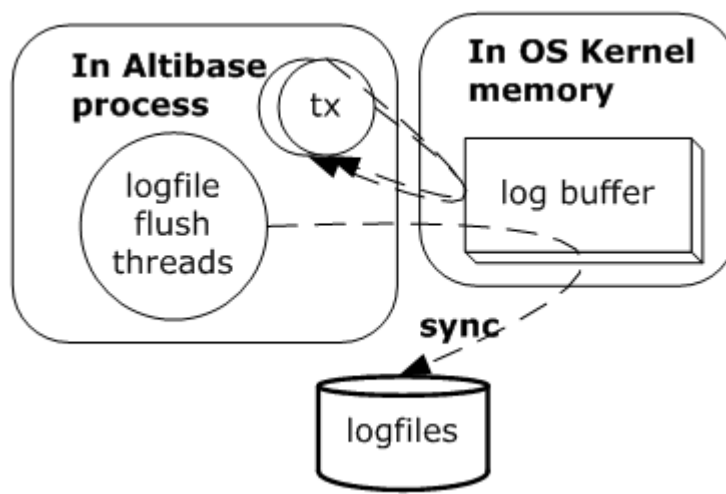 In Altibase
process
tx
logfile
flush
threads
In OS Kernel
memory
log buffer
sync
logfiles